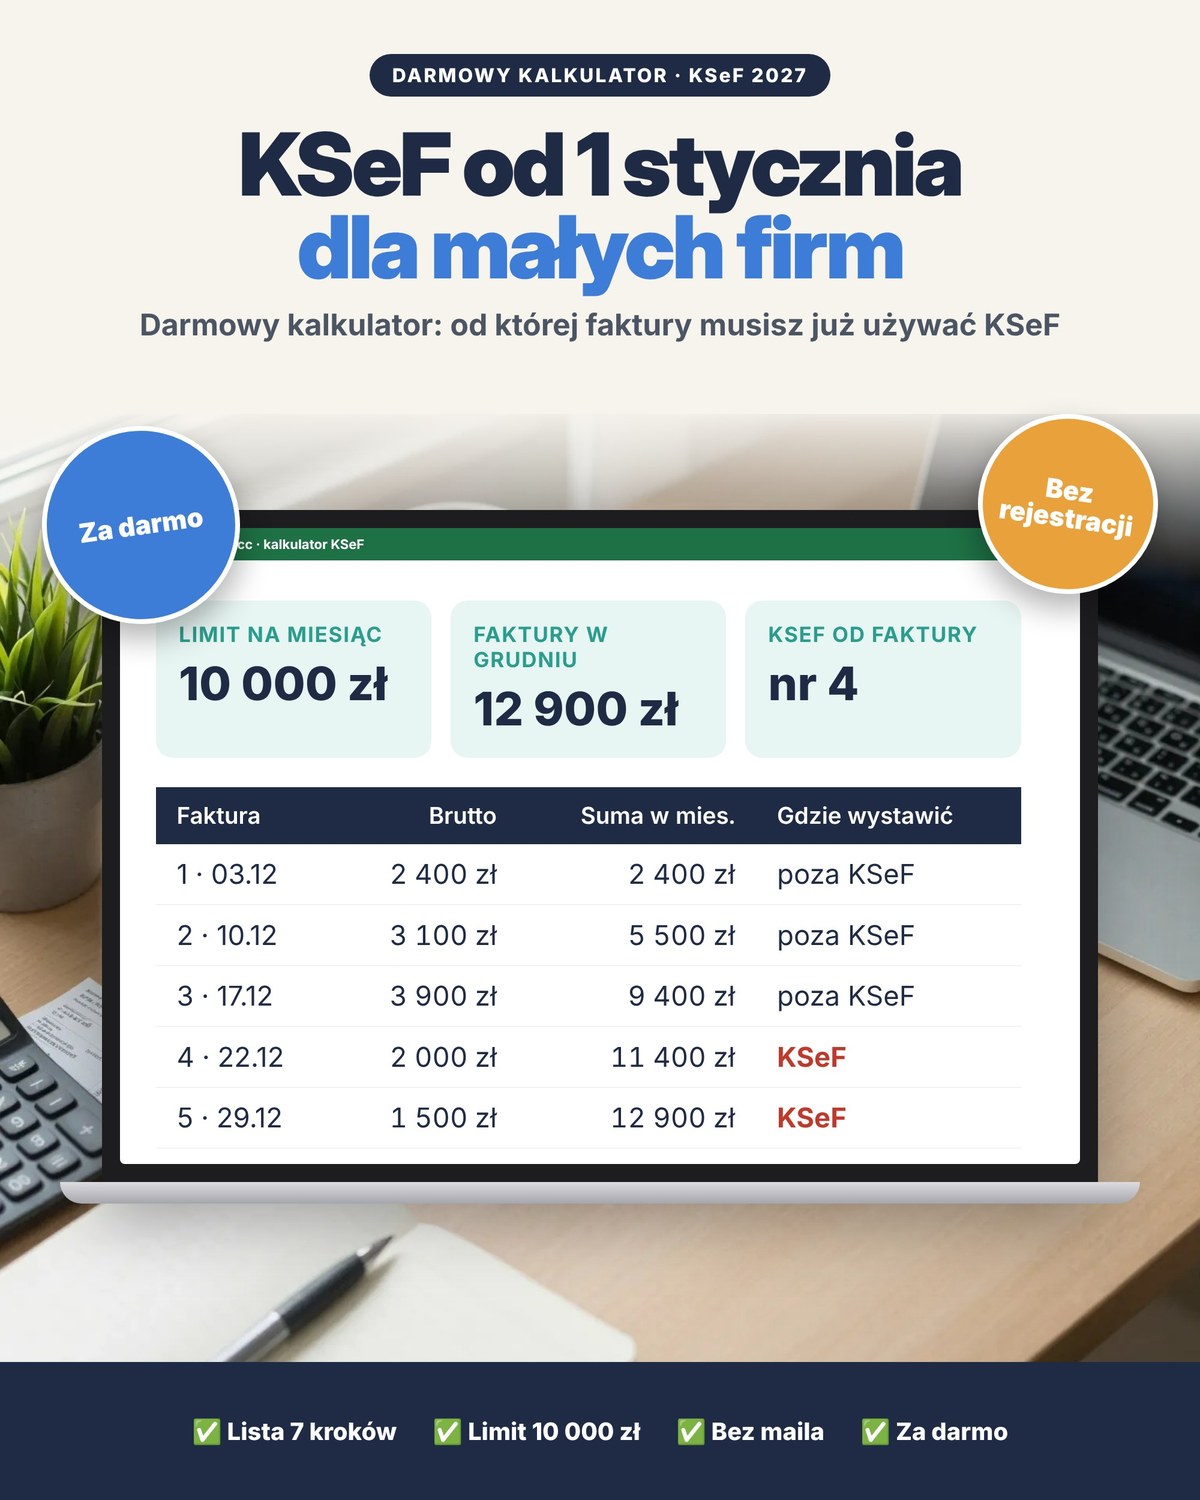 DARMOWY KALKULATOR · KSeF 2027
KSeF od 1 stycznia
dla małych firm
Darmowy kalkulator: od której faktury musisz już używać KSeF
Za darmo
Bez
rejestracji
cc · kalkulator KSeF
LIMIT NA MIESIĄC
10 000 zł
FAKTURY W
GRUDNIU
12 900 zł
KSEF OD FAKTURY
nr 4
Faktura Brutto Suma w mies. Gdzie wystawić
1 · 03.12 2 400 zł 2 400 zł poza KSeF
2 · 10.12 3 100 zł 5 500 zł poza KSeF
3 · 17.12 3 900 zł 9 400 zł poza KSeF
4 · 22.12 2 000 zł 11 400 zł KSeF
5 · 29.12 1 500 zł 12 900 zł KSeF
✅ Lista 7 kroków ✅ Limit 10 000 zł ✅ Bez maila ✅ Za darmo